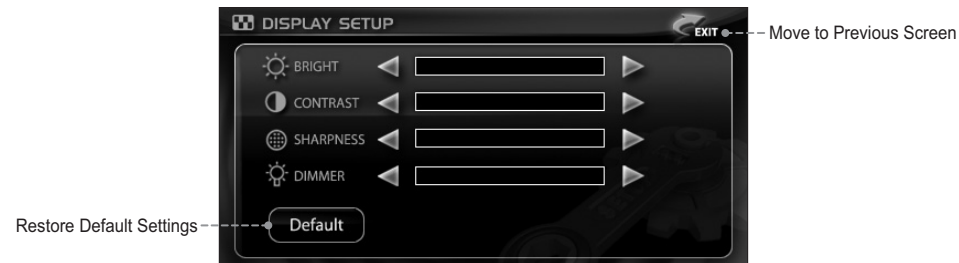 DISPLAY SETUP
EXIT
Move to Previous Screen
BRIGHT
CONTRAST
SHARPNESS
DIMMER
Restore Default Settings
Default